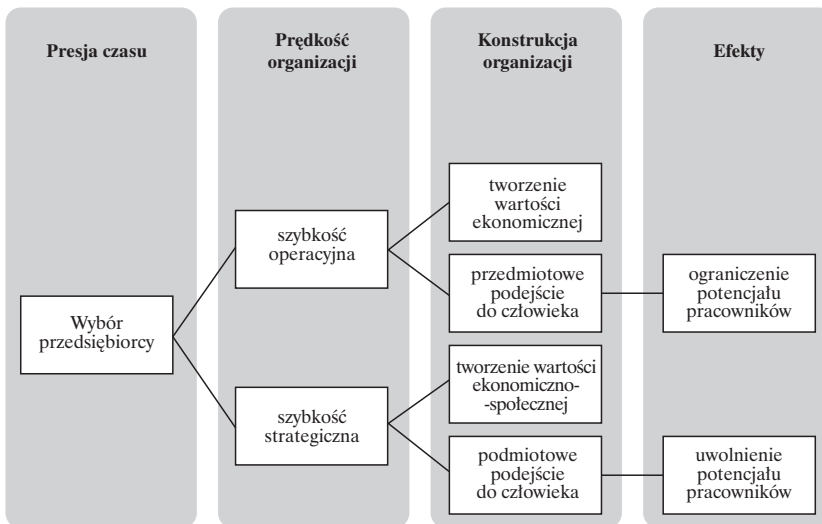 Presja czasu
Prędkość
organizacji
Konstrukcja
organizacji
Efekty
Wybór
przedsiębiorcy
szybkość
operacyjna
szybkość
strategiczna
tworzenie
wartości
ekonomicznej
przedmiotowe
podejście
do człowieka
tworzenie wartości
ekonomiczno-
-społecznej
podmiotowe
podejście
do człowieka
ograniczenie
potencjału
pracowników
uwolnienie
potencjału
pracowników